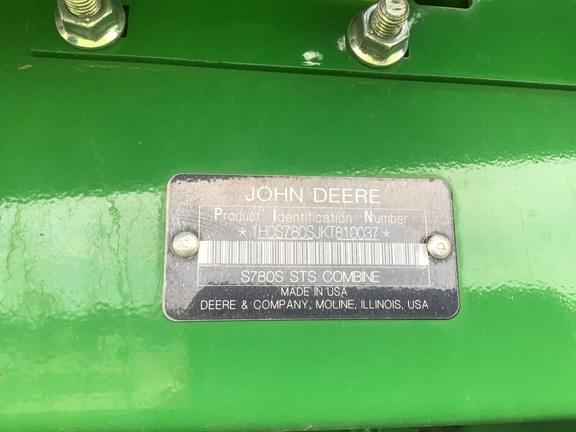 JOHN DEERE
Product Identification Number
*1H0S780SJKT810037*
S780S STS COMBINE
MADE IN USA
DEERE & COMPANY, MOLINE, ILLINOIS, USA